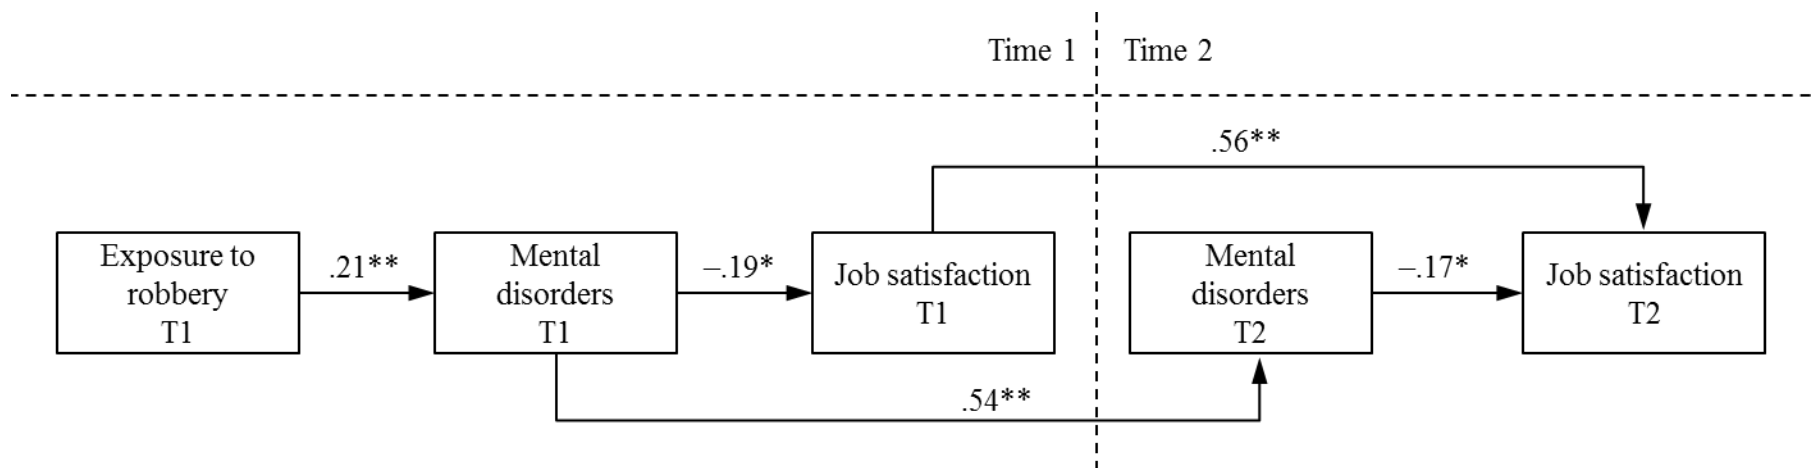 Time 1
Time 2
.56**
Exposure to
robbery
T1
.21**
Mental
disorders
T1
–.19*
Job satisfaction
T1
Mental
disorders
T2
–.17*
Job satisfaction
T2
.54**